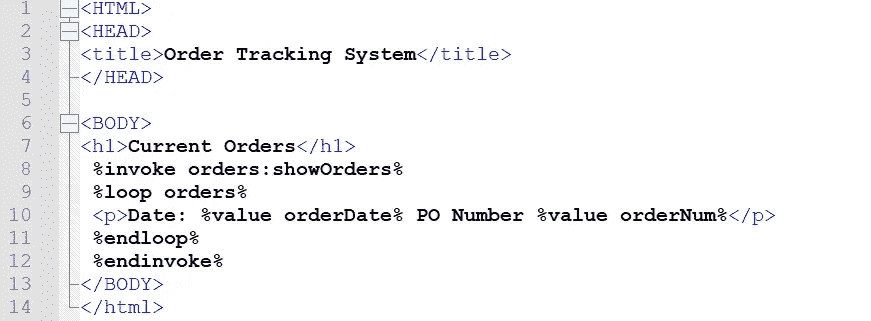 1 <HTML>
2 <HEAD>
3 <title>Order Tracking System</title>
4 </HEAD>
5
6 <BODY>
7 <h1>Current Orders</h1>
8 %invoke orders:showOrders%
9 %loop orders%
10 <p>Date: %value orderDate% PO Number %value orderNum%</p>
11 %endloop%
12 %endinvoke%
13 </BODY>
14 </html>